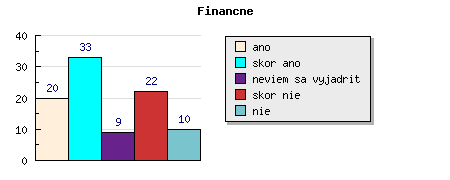 Financne
40
30
20
10
0
20
33
9
22
10
ano
skor ano
neviem sa vyjadrit
skor nie
nie